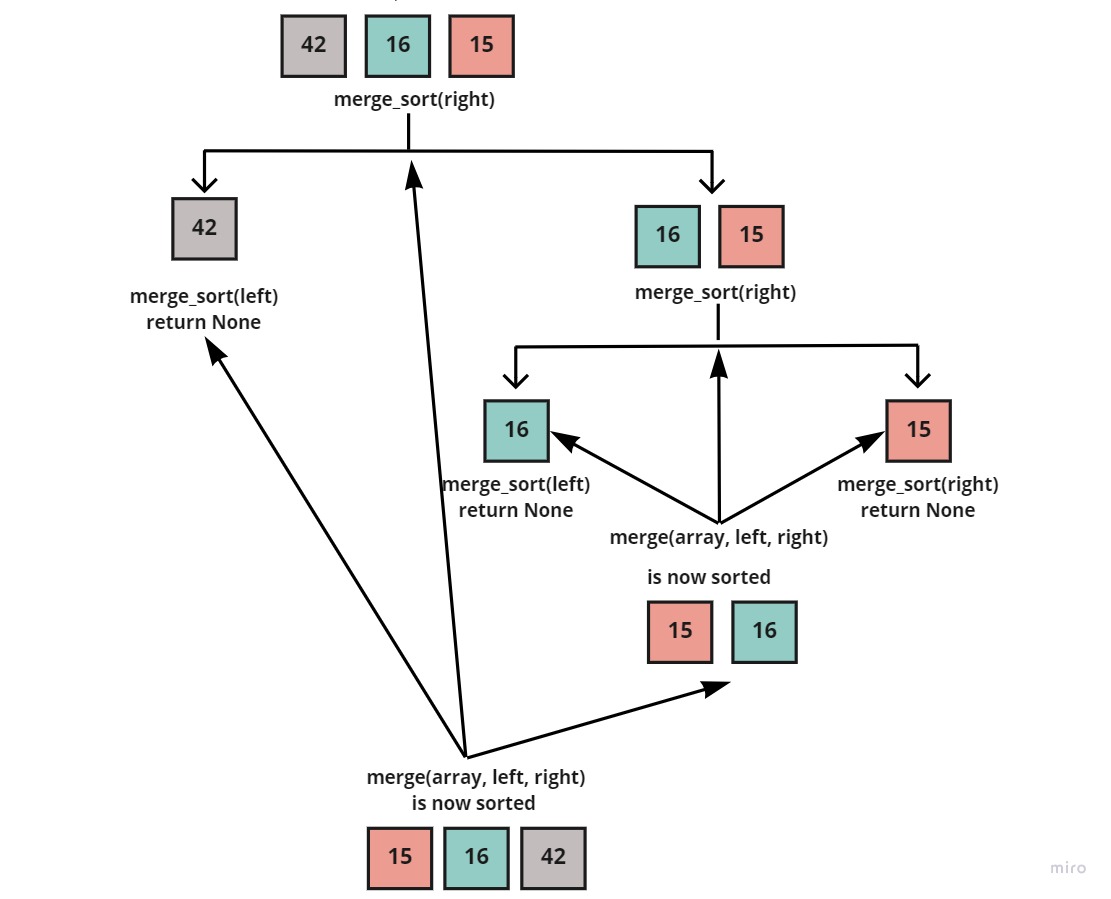 42 16 15
merge_sort(right)
42
16 15
merge_sort(left)
return None
merge_sort(right)
16
15
merge_sort(left)
return None
merge_sort(right)
return None
merge(array, left, right)
is now sorted
15 16
merge(array, left, right)
is now sorted
15 16 42
miro